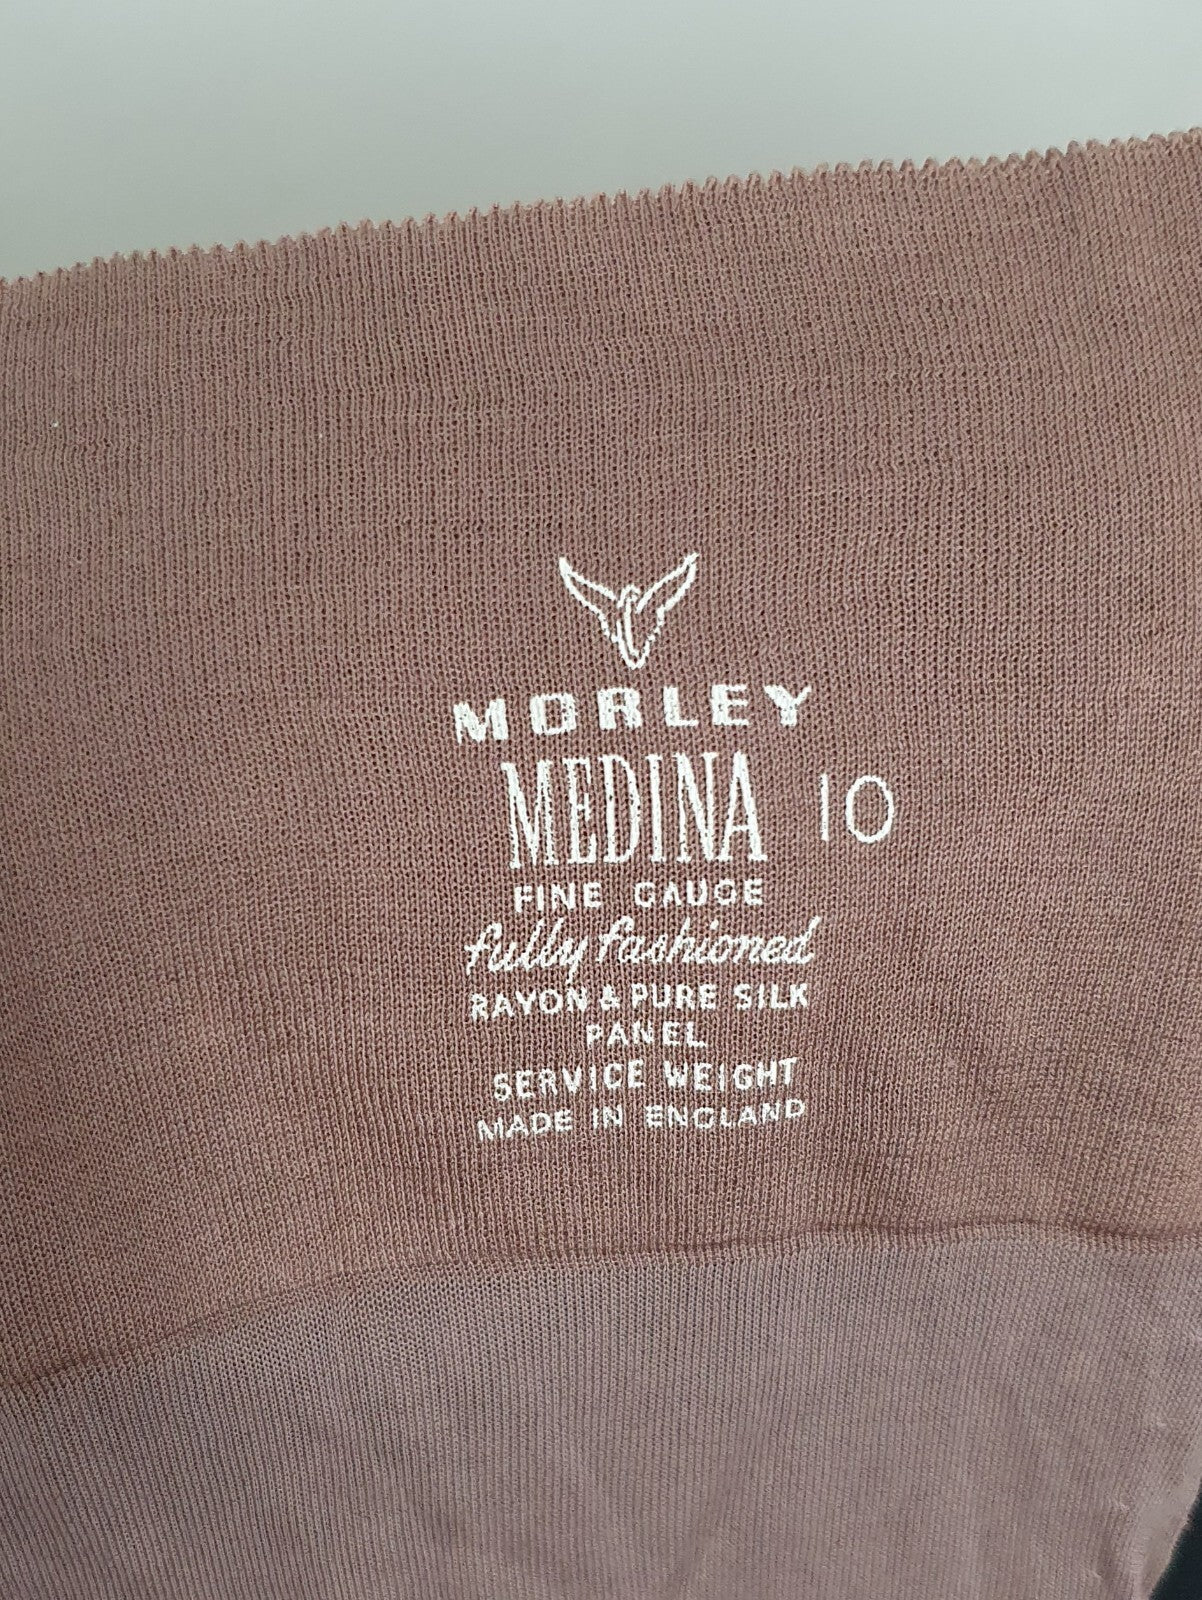 MORLEY
MEDINA 10
FINE GAUGE
fully fashioned
RAYON & PURE SILK
PANEL
SERVICE WEIGHT
MADE IN ENGLAND